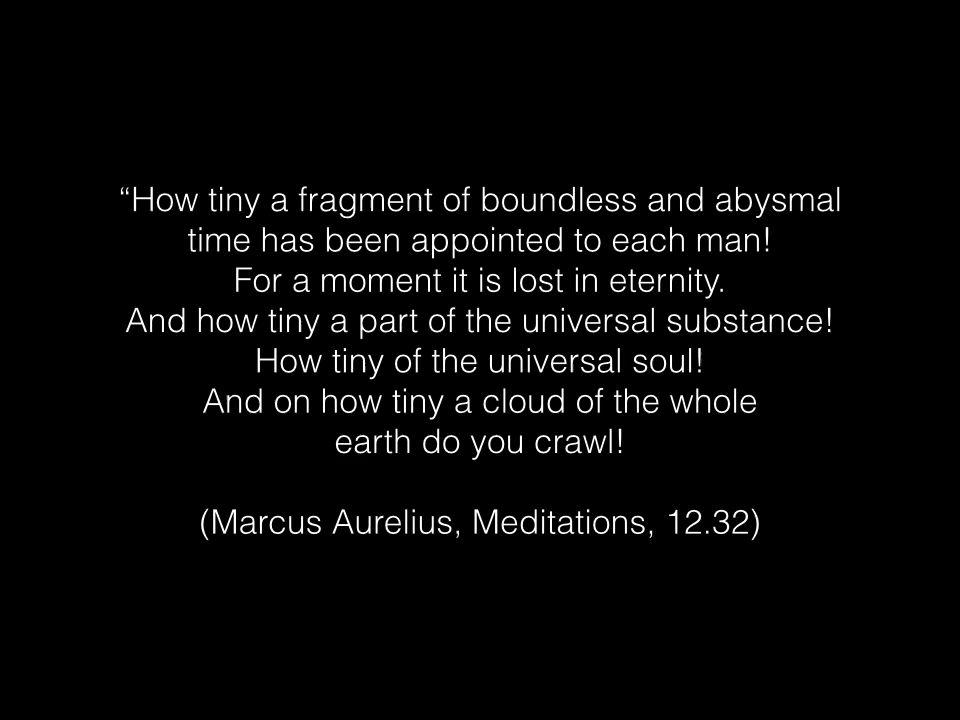 “How tiny a fragment of boundless and abysmal
time has been appointed to each man!
For a moment it is lost in eternity.
And how tiny a part of the universal substance!
How tiny of the universal soul!
And on how tiny a cloud of the whole
earth do you crawl!
(Marcus Aurelius, Meditations, 12.32)